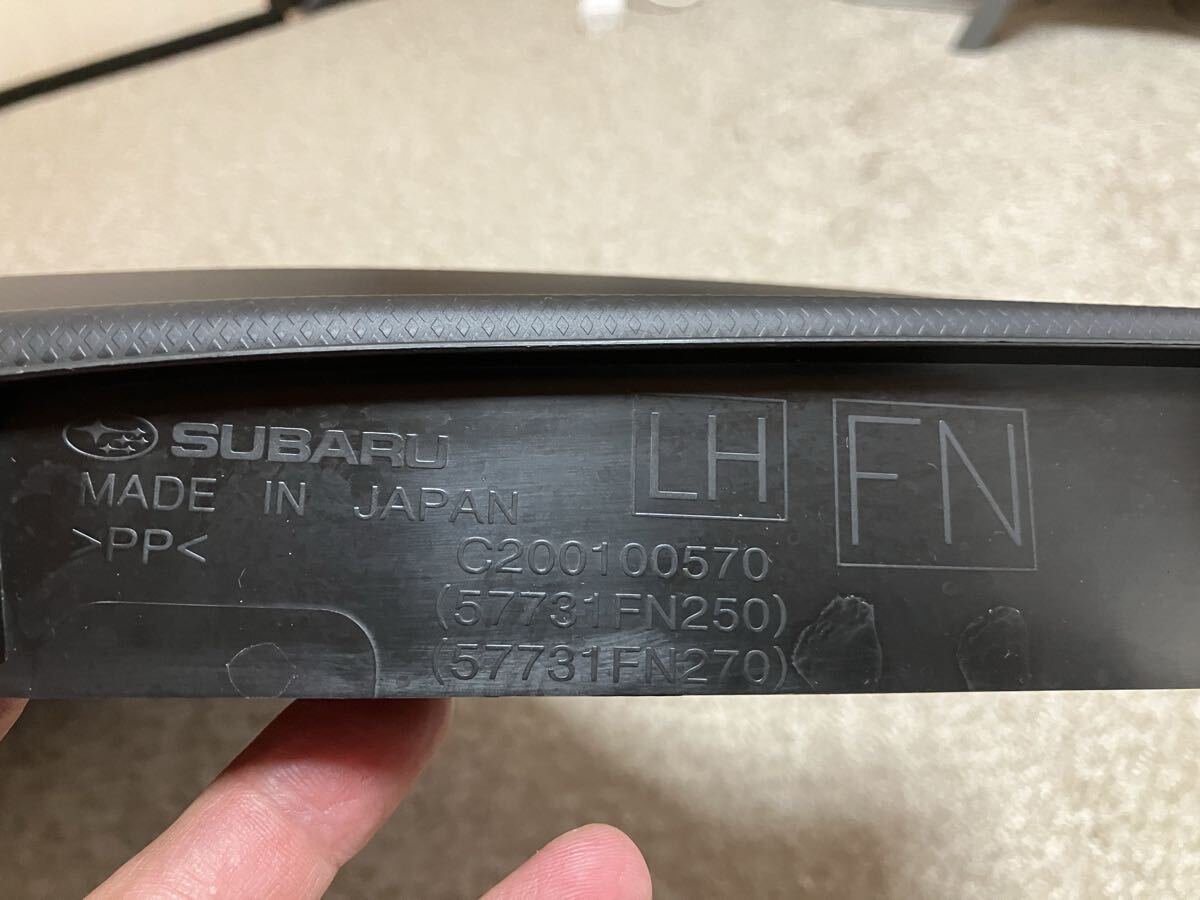 SUBARU
MADE IN JAPAN
>PP<
LH
FN
C200100570
(57731FN250)
(57731FN270)